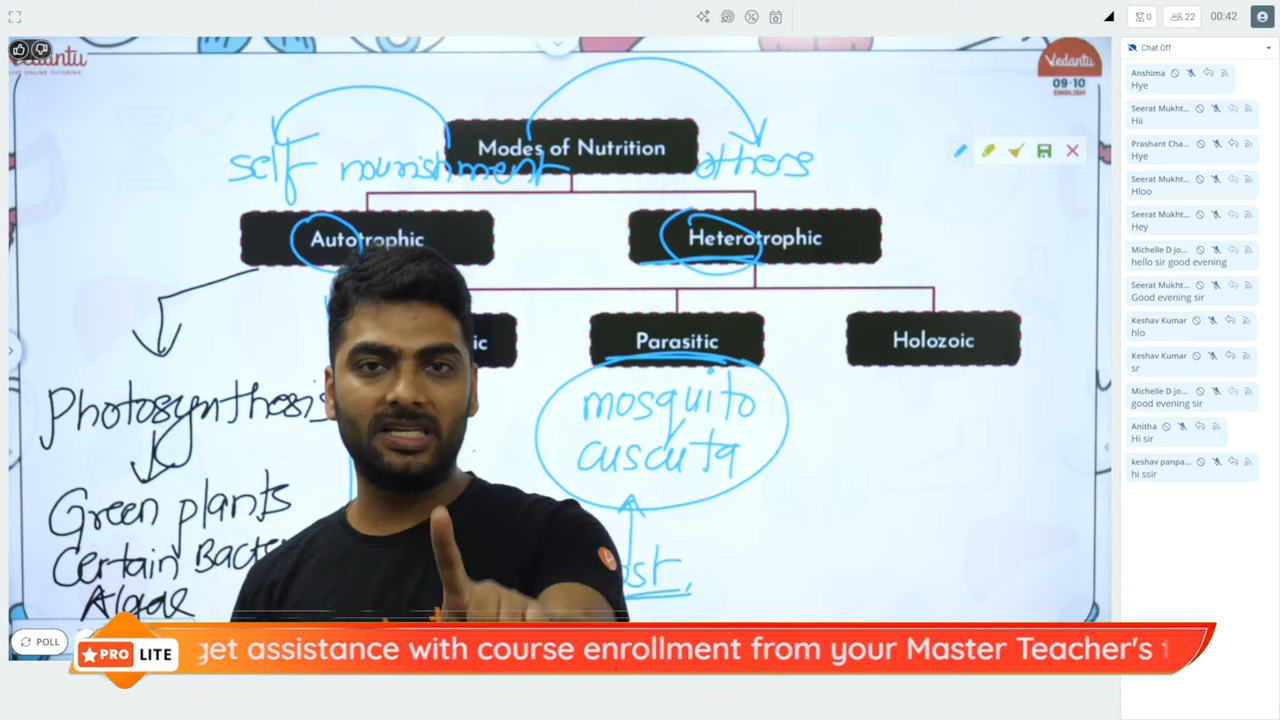 0
22
00:42
Chat Off
Vedantu
LIVE ONLINE TUTORING
Vedantu
09-10
ENGLISH
Modes of Nutrition
self nourishment
others
Autotrophic
Heterotrophic
ic
Parasitic
Holozoic
Photosynthesis
mosquito
cuscuta
Green plants
Certain
Algae
POLL
PRO LITE
get assistance with course enrollment from your Master Teacher's
Anshima
Hye
Seerat Mukht...
Hii
Prashant Cha...
Hye
Seerat Mukht...
Hloo
Seerat Mukht...
Hey
Michelle D jo...
hello sir good evening
Seerat Mukht...
Good evening sir
Keshav Kumar
hlo
Keshav Kumar
sr
Michelle D jo...
good evening sir
Anitha
Hi sir
keshav panpa...
hi ssir